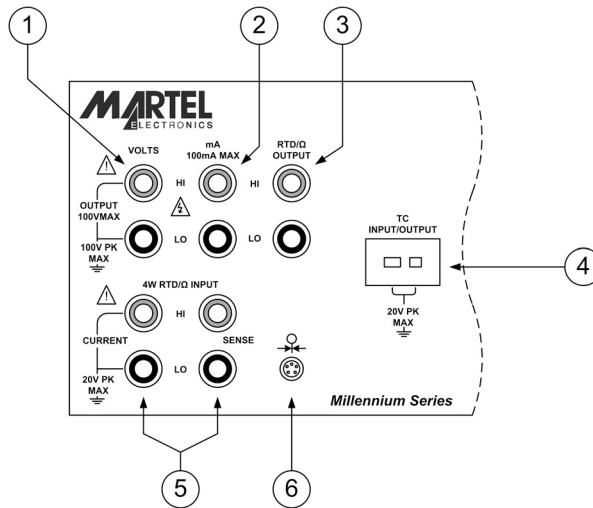 1
2
3
MARTEL
ELECTRONICS
VOLTS
mA
100mA MAX
RTD/Ω
OUTPUT
HI
HI
OUTPUT
100VMAX
LO
LO
100V PK
MAX
TC
INPUT/OUTPUT
4
20V PK
MAX
4W RTD/Ω INPUT
HI
CURRENT
SENSE
LO
20V PK
MAX
Millennium Series
5
6